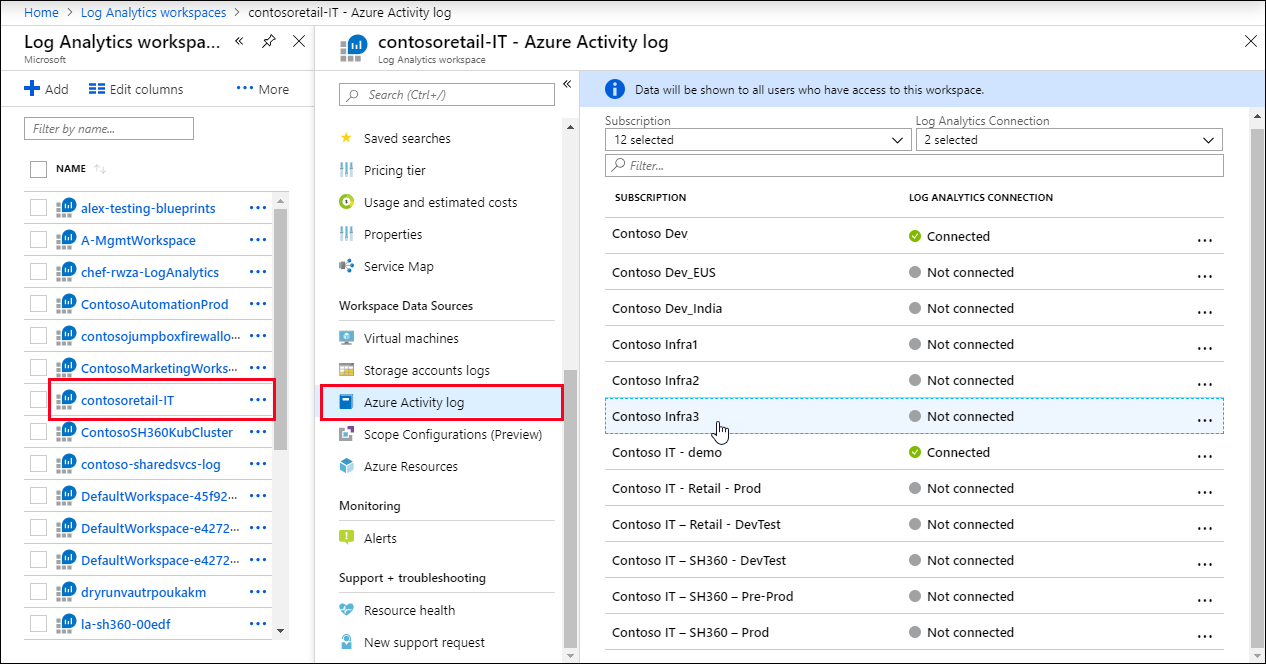 Home > Log Analytics workspaces > contosoretail-IT - Azure Activity log
Log Analytics workspa...
Microsoft
Add Edit columns ··· More
Filter by name...
NAME
alex-testing-blueprints ···
A-MgmtWorkspace ···
chef-rwza-LogAnalytics ···
ContosoAutomationProd ···
contosojumpboxfirewallo... ···
ContosoMarketingWorks... ···
contosoretail-IT ···
ContosoSH360KubCluster ···
contoso-sharedsvcs-log ···
DefaultWorkspace-45f92... ···
DefaultWorkspace-e4272... ···
DefaultWorkspace-e4272... ···
dryrunvautrpoukakm ···
la-sh360-00edf ···
contosoretail-IT - Azure Activity log
Log Analytics workspace
Search (Ctrl+/)
Saved searches
Pricing tier
Usage and estimated costs
Properties
Service Map
Workspace Data Sources
Virtual machines
Storage accounts logs
Azure Activity log
Scope Configurations (Preview)
Azure Resources
Monitoring
Alerts
Support + troubleshooting
Resource health
New support request
Data will be shown to all users who have access to this workspace.
Subscription Log Analytics Connection
12 selected 2 selected
Filter...
SUBSCRIPTION LOG ANALYTICS CONNECTION
Contoso Dev Connected ...
Contoso Dev_EUS Not connected ...
Contoso Dev_India Not connected ...
Contoso Infra1 Not connected ...
Contoso Infra2 Not connected ...
Contoso Infra3 Not connected ...
Contoso IT - demo Connected ...
Contoso IT - Retail - Prod Not connected ...
Contoso IT – Retail - DevTest Not connected ...
Contoso IT – SH360 - DevTest Not connected ...
Contoso IT – SH360 – Pre-Prod Not connected ...
Contoso IT – SH360 – Prod Not connected ...